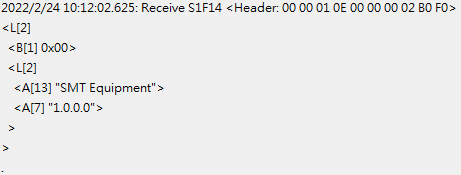 2022/2/24 10:12:02.625: Receive S1F14 <Header: 00 00 01 0E 00 00 00 02 B0 F0>
<L[2]
<B[1] 0x00>
<L[2]
<A[13] "SMT Equipment">
<A[7] "1.0.0.0">
>
>
.